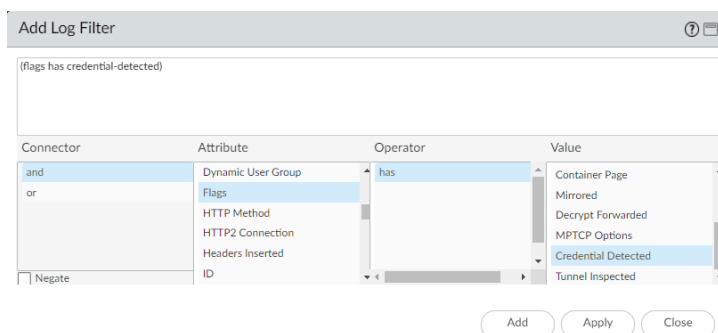 Add Log Filter
(flags has credential-detected)
Connector Attribute Operator Value
and Dynamic User Group has Container Page
or Flags Mirrored
HTTP Method Decrypt Forwarded
HTTP2 Connection MPTCP Options
Headers Inserted Credential Detected
Negate ID Tunnel Inspected
Add Apply Close